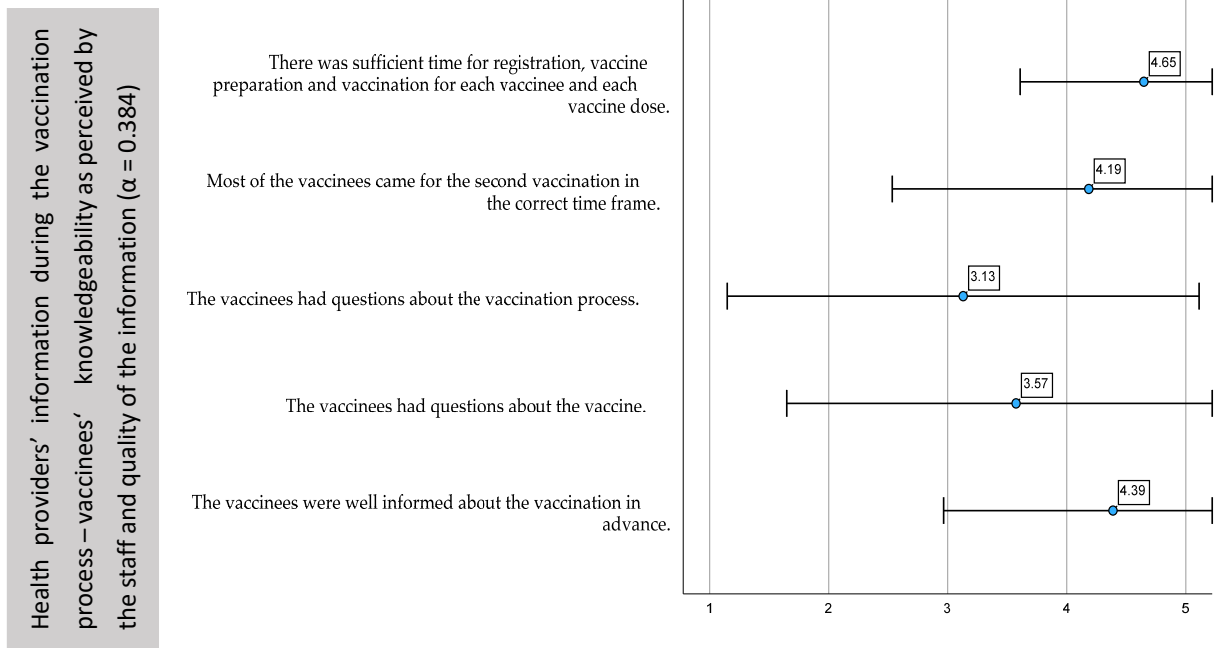 Health providers’ information during the vaccination
process – vaccinees‘ knowledgeability as perceived by
the staff and quality of the information (α = 0.384)
There was sufficient time for registration, vaccine
preparation and vaccination for each vaccinee and each
vaccine dose.
4.65
Most of the vaccinees came for the second vaccination in
the correct time frame.
4.19
The vaccinees had questions about the vaccination process.
3.13
The vaccinees had questions about the vaccine.
3.57
The vaccinees were well informed about the vaccination in
advance.
4.39
1 2 3 4 5